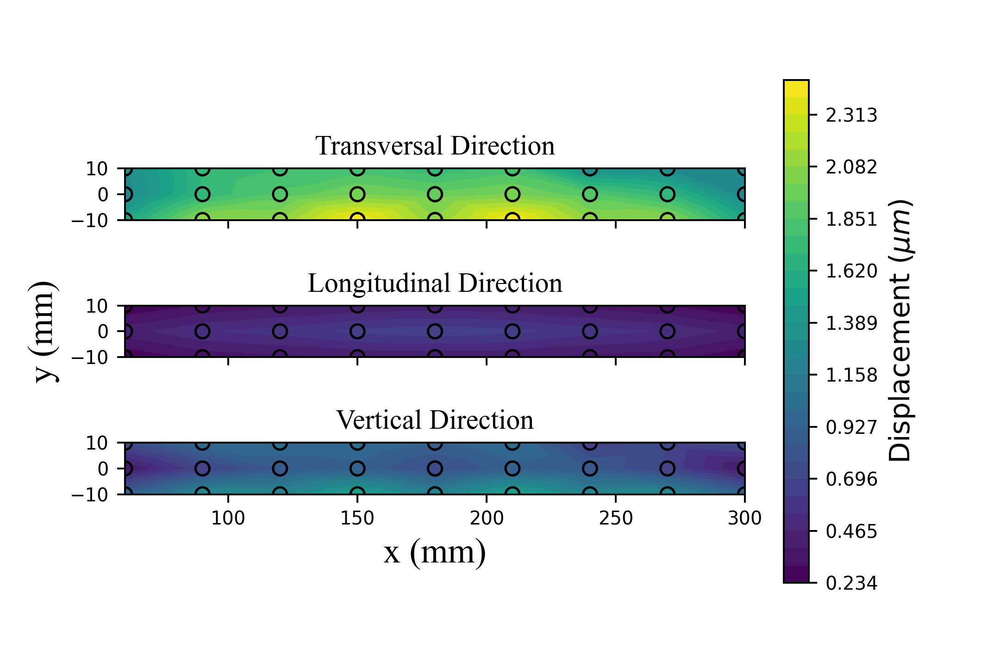 Transversal Direction
10
0
−10
Longitudinal Direction
10
0
−10
Vertical Direction
10
0
−10
100 150 200 250 300
x (mm)
y (mm)
2.313
2.082
1.851
1.620
1.389
1.158
0.927
0.696
0.465
0.234
Displacement (μm)